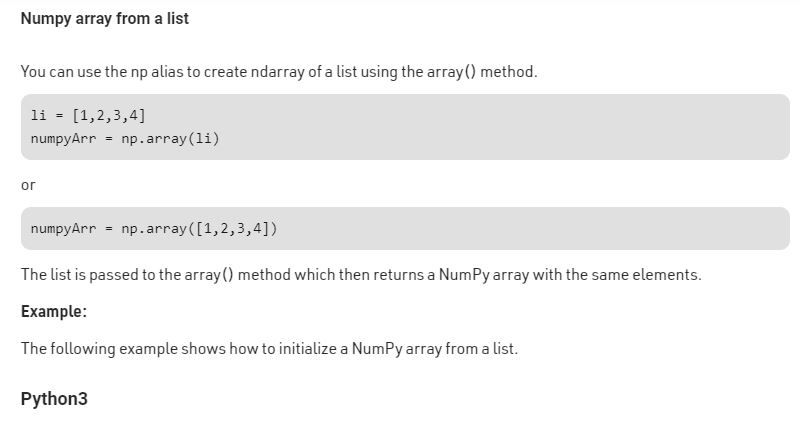 Numpy array from a list
You can use the np alias to create ndarray of a list using the array() method.
li = [1,2,3,4]
numpyArr = np.array(li)
or
numpyArr = np.array([1,2,3,4])
The list is passed to the array() method which then returns a NumPy array with the same elements.
Example:
The following example shows how to initialize a NumPy array from a list.
Python3